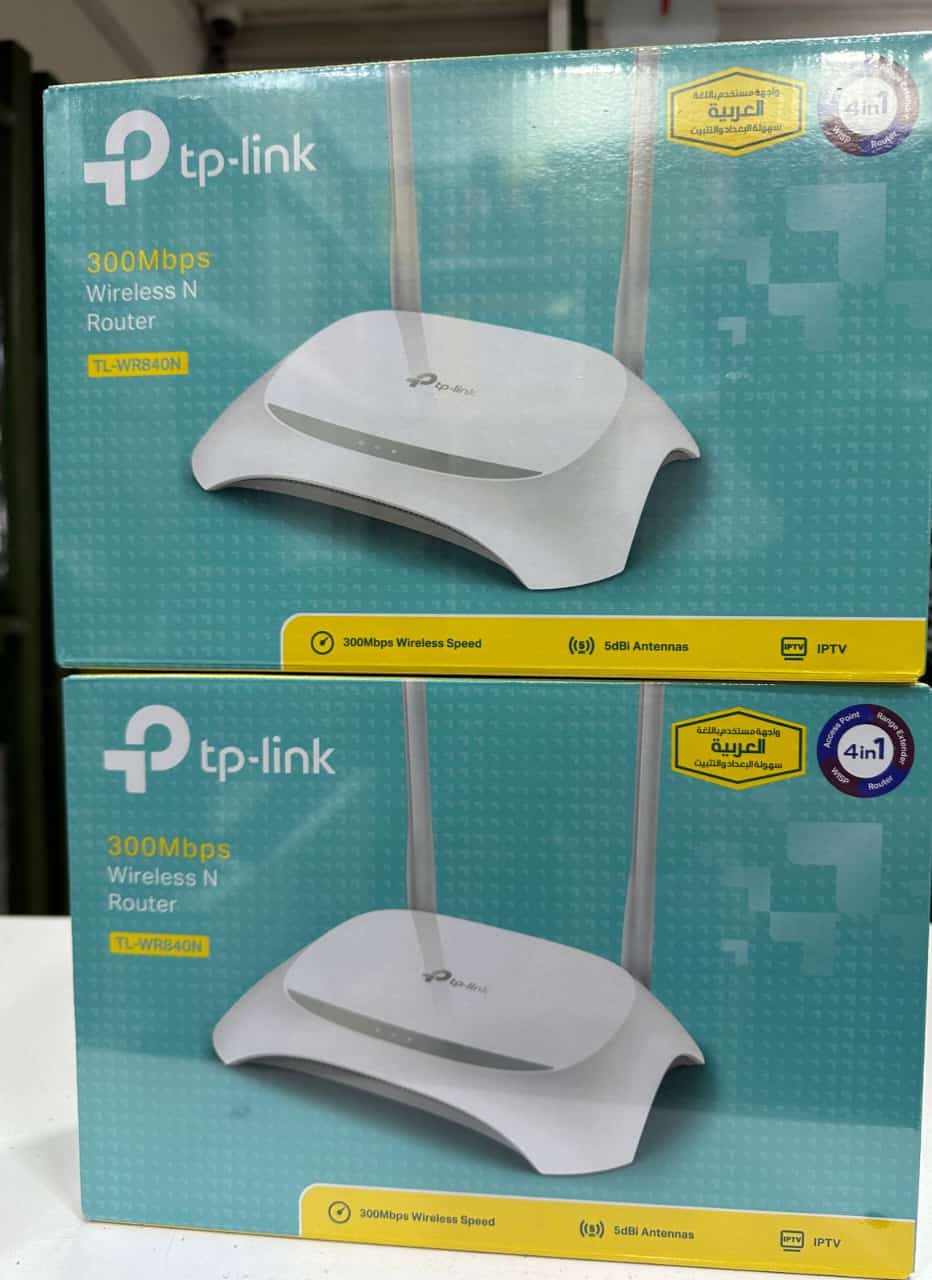 tp-link
واجهة مستخدم باللغة
العربية
سهولة الإعداد والتثبيت
4in1
WISP
Router
300Mbps
Wireless N
Router
TL-WR840N
tp-link
300Mbps Wireless Speed
5dBi Antennas
IPTV
IPTV
tp-link
واجهة مستخدم باللغة
العربية
سهولة الإعداد والتثبيت
Access Point
Range Extender
4in1
WISP
Router
300Mbps
Wireless N
Router
TL-WR840N
tp-link
300Mbps Wireless Speed
5dBi Antennas
IPTV
IPTV